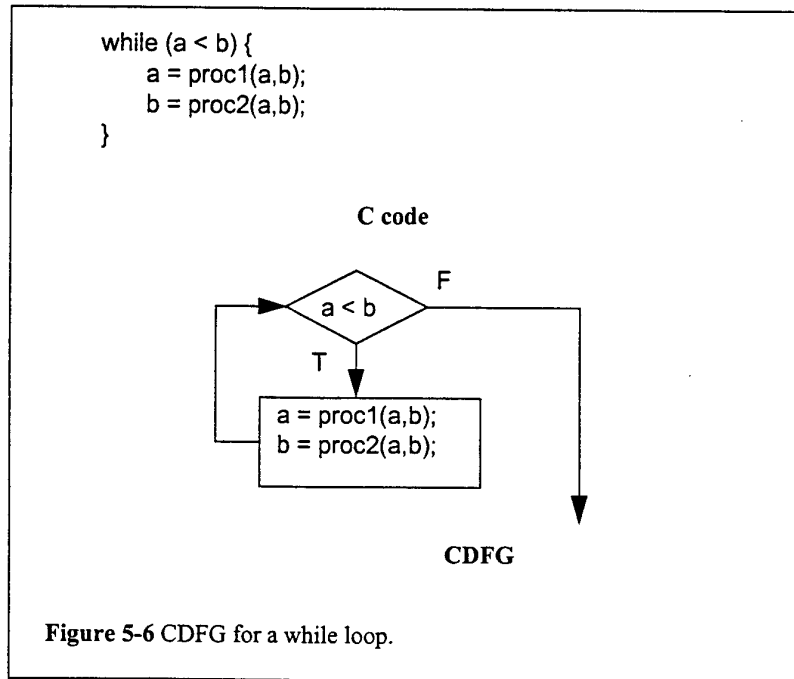 while (a < b) {
a = proc1(a,b);
b = proc2(a,b);
}
C code
F
a < b
T
a = proc1(a,b);
b = proc2(a,b);
CDFG
Figure 5-6 CDFG for a while loop.